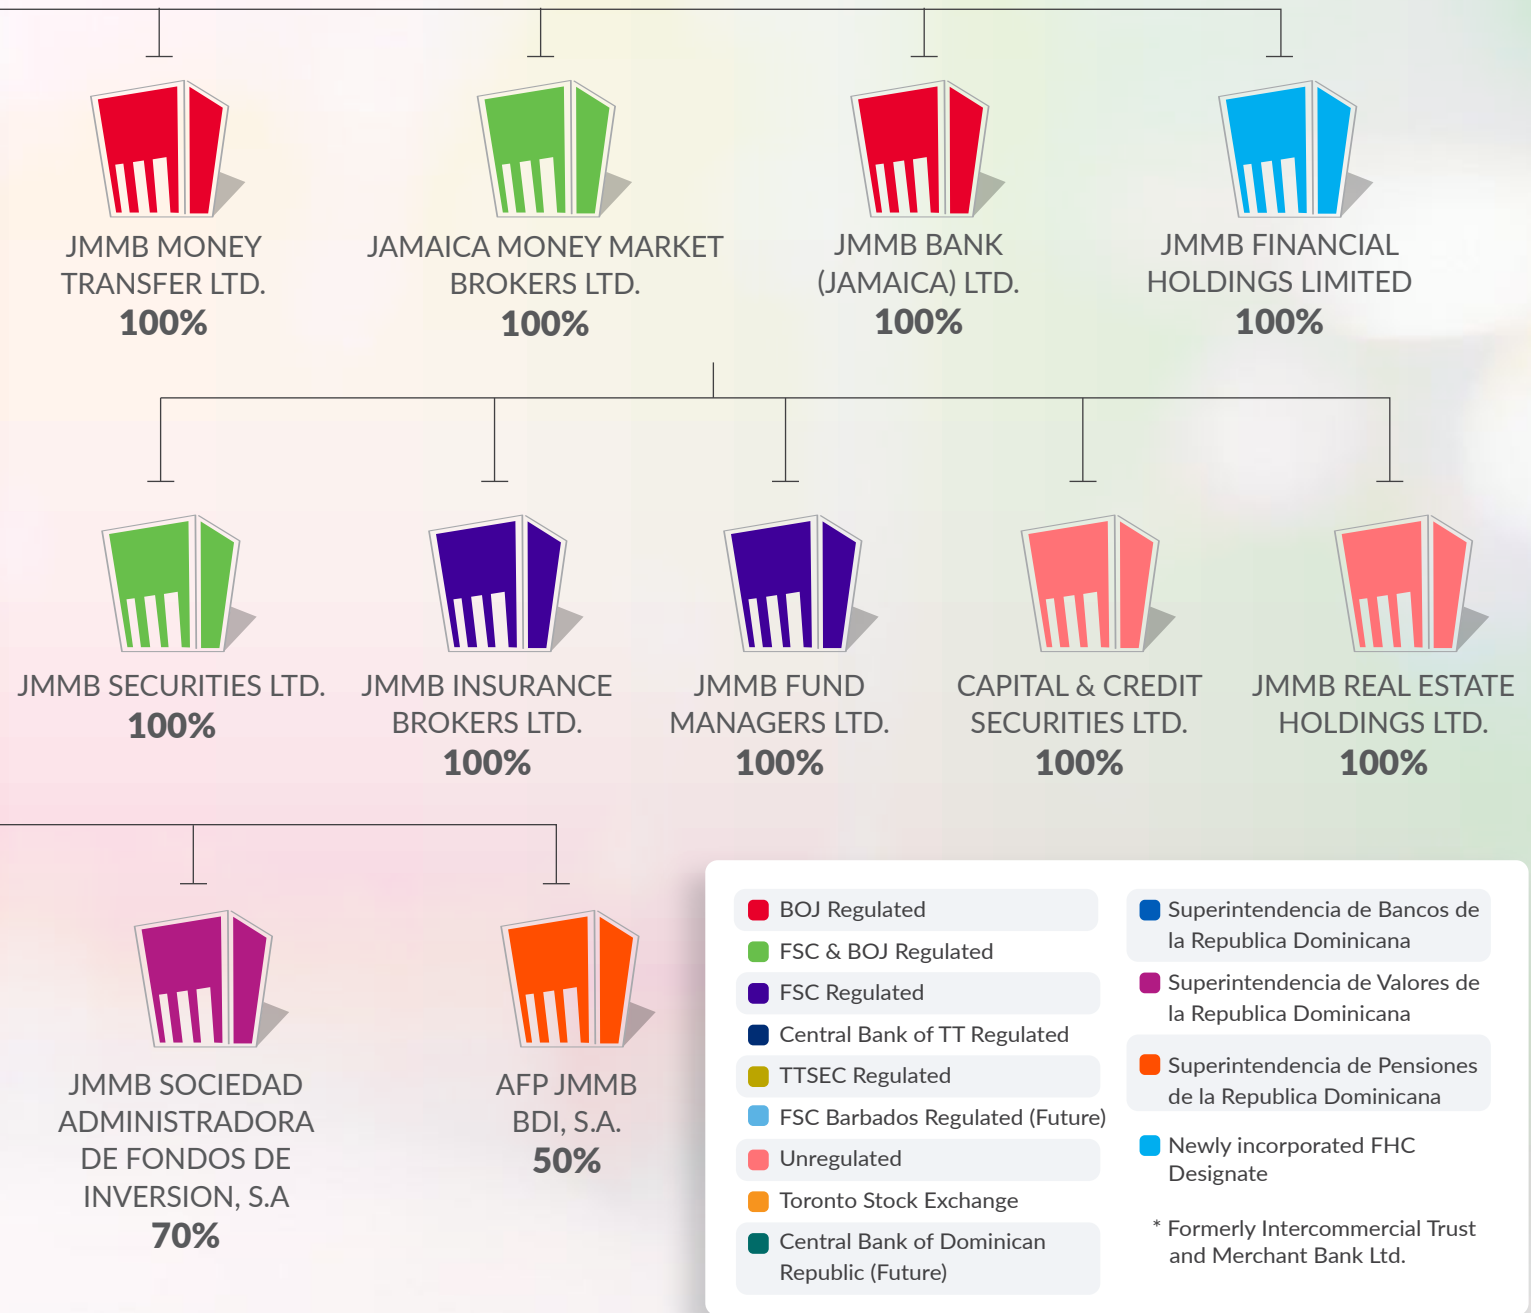 JMMB MONEY
TRANSFER LTD.
100%
JAMAICA MONEY MARKET
BROKERS LTD.
100%
JMMB BANK
(JAMAICA) LTD.
100%
JMMB FINANCIAL
HOLDINGS LIMITED
100%
JMMB SECURITIES LTD.
100%
JMMB INSURANCE
BROKERS LTD.
100%
JMMB FUND
MANAGERS LTD.
100%
CAPITAL & CREDIT
SECURITIES LTD.
100%
JMMB REAL ESTATE
HOLDINGS LTD.
100%
JMMB SOCIEDAD
ADMINISTRADORA
DE FONDOS DE
INVERSION, S.A
70%
AFP JMMB
BDI, S.A.
50%
BOJ Regulated
FSC & BOJ Regulated
FSC Regulated
Central Bank of TT Regulated
TTSEC Regulated
FSC Barbados Regulated (Future)
Unregulated
Toronto Stock Exchange
Central Bank of Dominican
Republic (Future)
Superintendencia de Bancos de
la Republica Dominicana
Superintendencia de Valores de
la Republica Dominicana
Superintendencia de Pensiones
de la Republica Dominicana
Newly incorporated FHC
Designate
* Formerly Intercommercial Trust
and Merchant Bank Ltd.